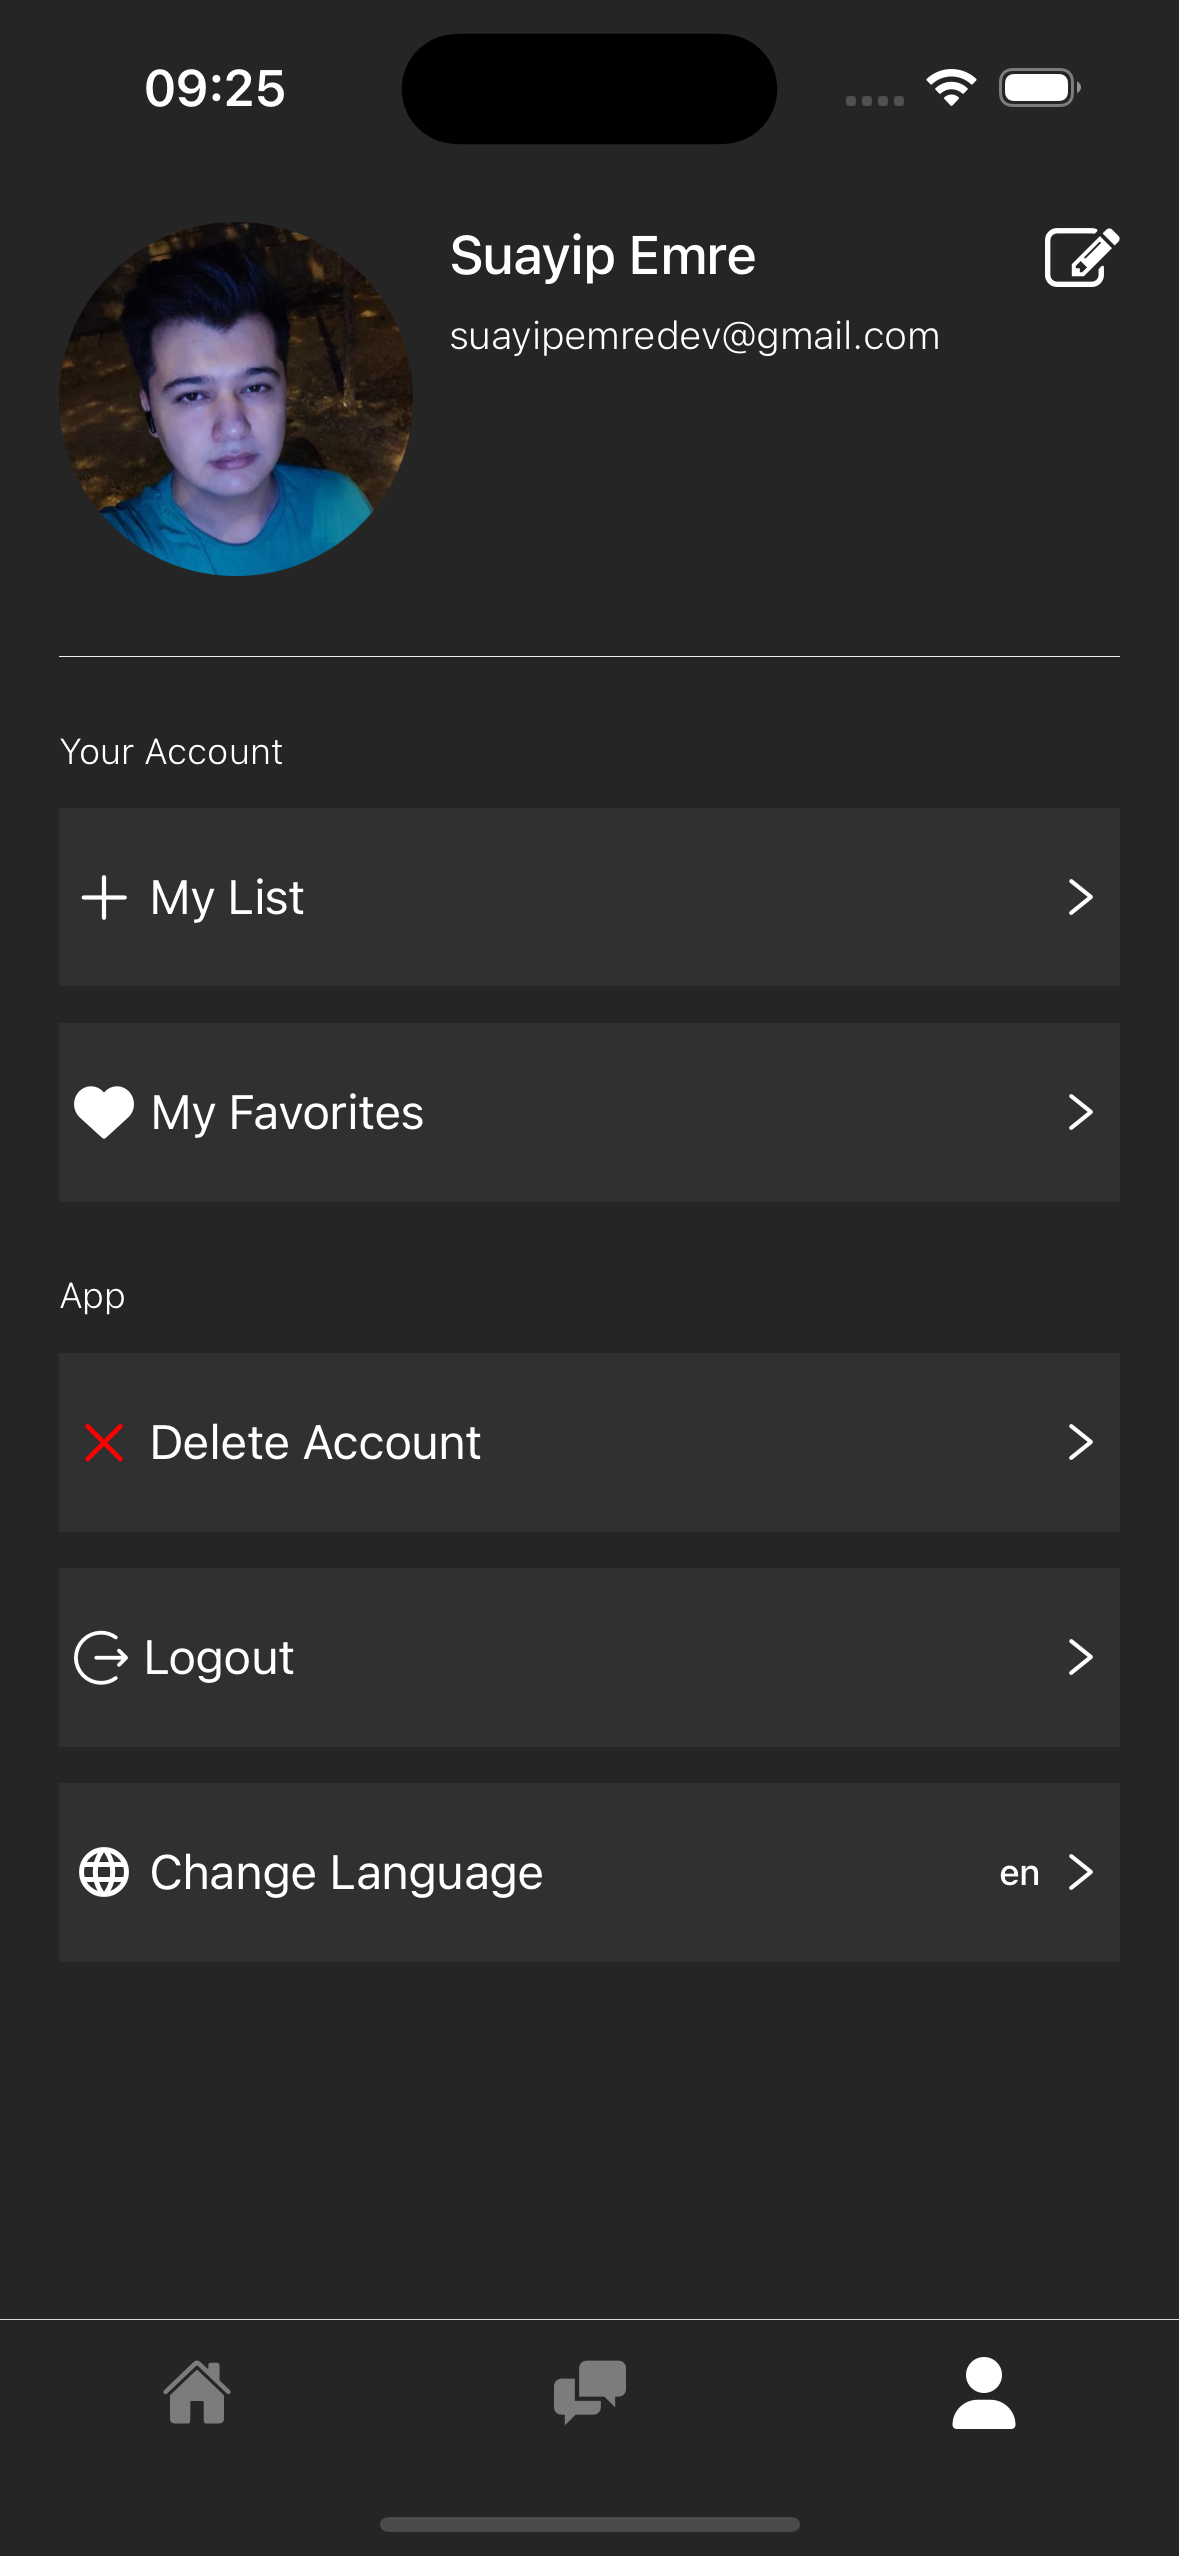 09:25
Suayip Emre
suayipemredev@gmail.com
Your Account
My List
My Favorites
App
Delete Account
Logout
Change Language en